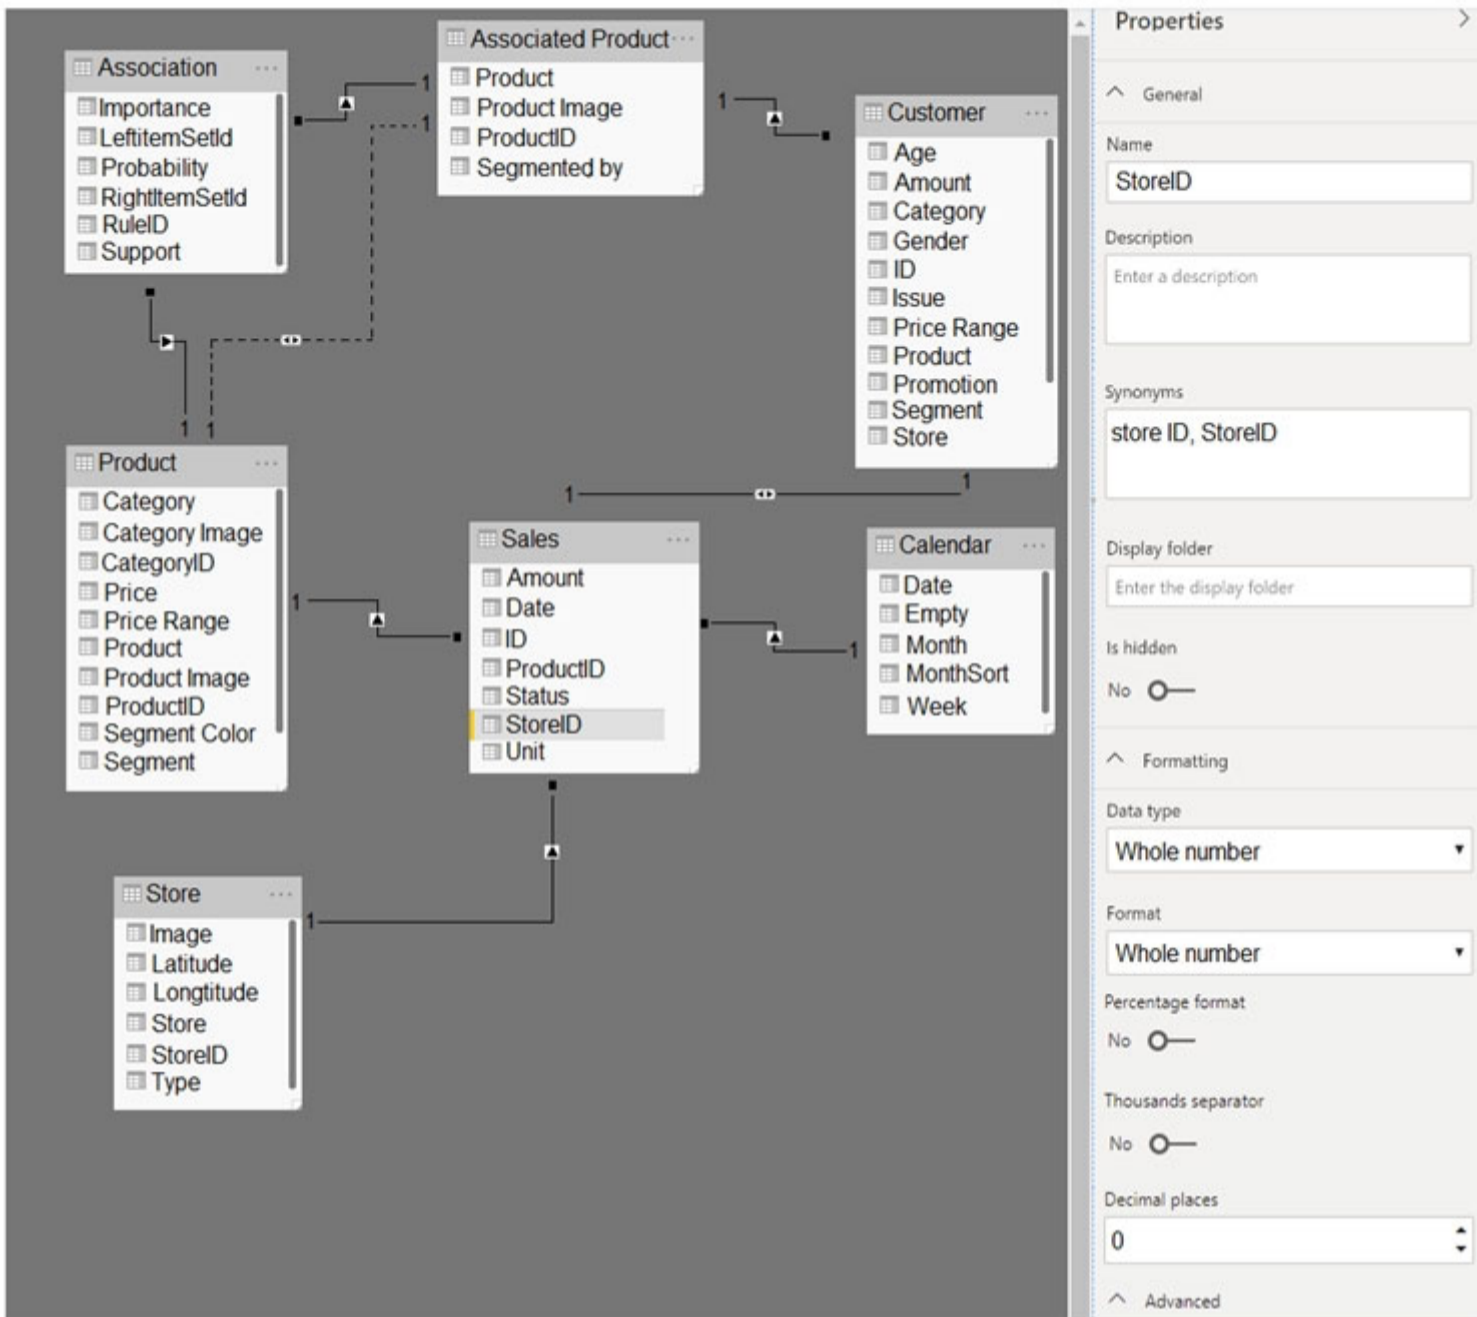 Association
Importance
LeftitemSetId
Probability
RightItemSetId
RuleID
Support
1
1
Associated Product
Product
Product Image
ProductID
Segmented by
1
Customer
Age
Amount
Category
Gender
ID
Issue
Price Range
Product
Promotion
Segment
Store
1
1
1
1
Product
Category
Category Image
CategoryID
Price
Price Range
Product
Product Image
ProductID
Segment Color
Segment
1
Sales
Amount
Date
ID
ProductID
Status
StoreID
Unit
1
Calendar
Date
Empty
Month
MonthSort
Week
Store
Image
Latitude
Longtitude
Store
StoreID
Type
1
Properties
General
Name
StoreID
Description
Enter a description
Synonyms
store ID, StoreID
Display folder
Enter the display folder
Is hidden
No
Formatting
Data type
Whole number
Format
Whole number
Percentage format
No
Thousands separator
No
Decimal places
0
Advanced